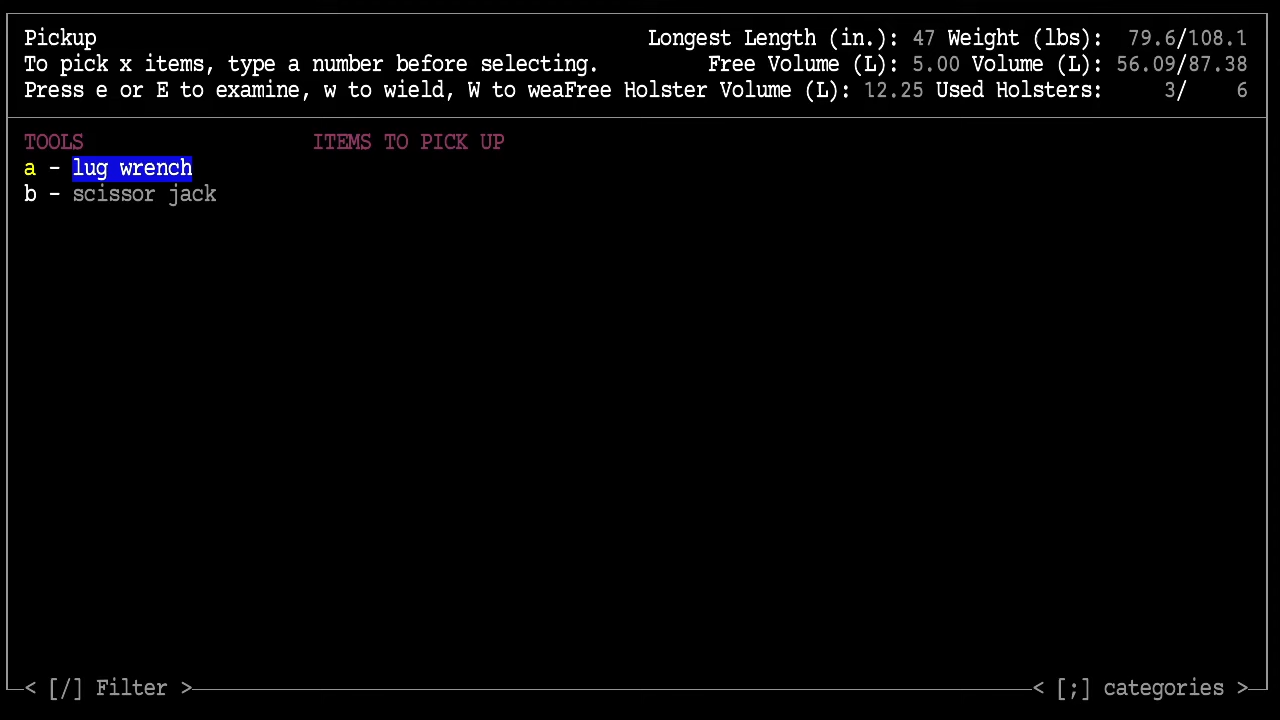 Pickup Longest Length (in.): 47 Weight (lbs): 79.6/108.1
To pick x items, type a number before selecting. Free Volume (L): 5.00 Volume (L): 56.09/87.38
Press e or E to examine, w to wield, W to weaFree Holster Volume (L): 12.25 Used Holsters: 3/ 6
TOOLS ITEMS TO PICK UP
a - lug wrench
b - scissor jack
< [/] Filter > < [;] categories >